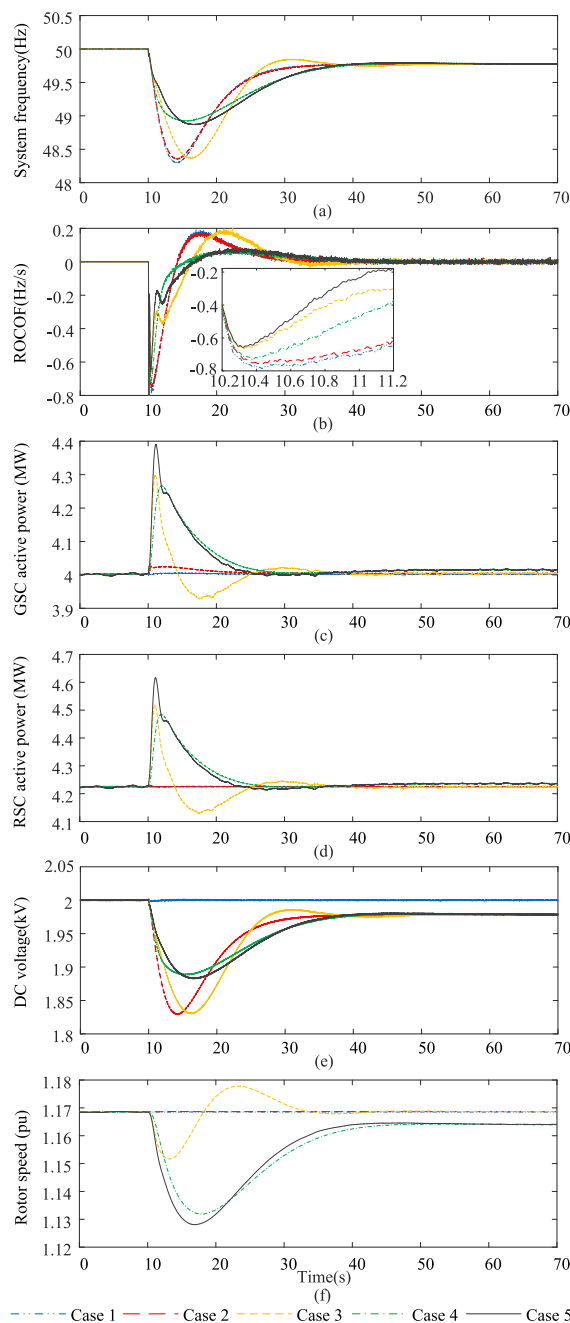 50.5
50
49.5
49
48.5
48
System frequency(Hz)
0 10 20 30 40 50 60 70
(a)
0.2
0
-0.2
-0.4
-0.6
-0.8
ROCOF(Hz/s)
-0.2
-0.4
-0.6
-0.8
10.2 10.4 10.6 10.8 11 11.2
0 10 20 30 40 50 60 70
(b)
4.4
4.3
4.2
4.1
4
3.9
GSC active power (MW)
0 10 20 30 40 50 60 70
(c)
4.7
4.6
4.5
4.4
4.3
4.2
4.1
RSC active power (MW)
0 10 20 30 40 50 60 70
(d)
2.05
2
1.95
1.9
1.85
1.8
DC voltage(kV)
0 10 20 30 40 50 60 70
(e)
1.18
1.17
1.16
1.15
1.14
1.13
1.12
Rotor speed (pu)
0 10 20 30 40 50 60 70
Time(s)
(f)
Case 1 Case 2 Case 3 Case 4 Case 5